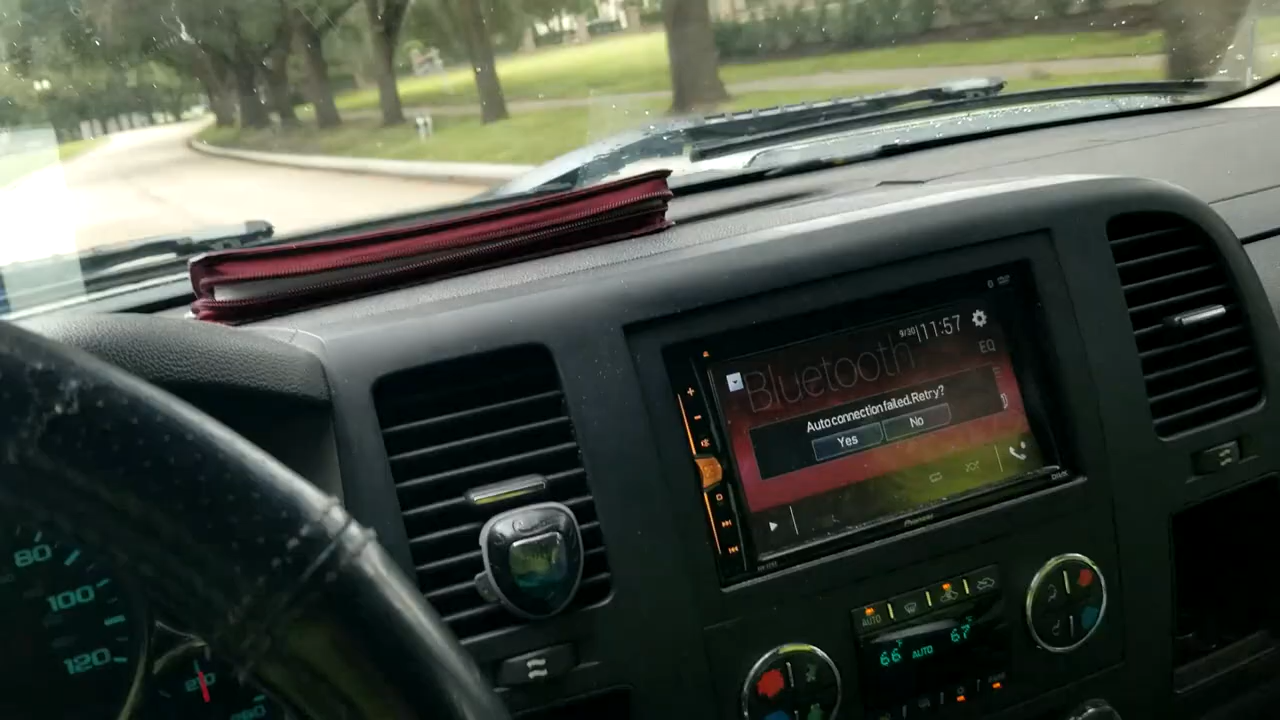 9/30 11:57
Bluetooth
EQ
Auto connection failed. Retry?
Yes
No
Pioneer
80
100
120
AUTO
66° AUTO 67°
210